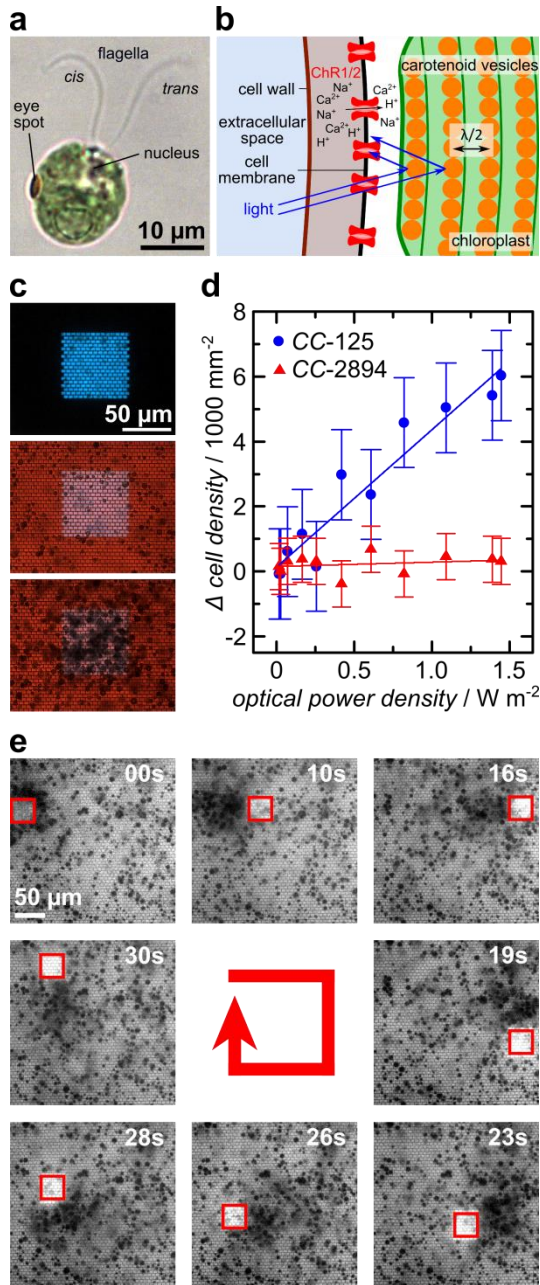 a
flagella
cis
trans
eye
spot
nucleus
10 µm
b
ChR1/2
carotenoid vesicles
cell wall
Na⁺
Ca²⁺
Na⁺
Ca²⁺
H⁺
H⁺
Ca²⁺
H⁺
Na⁺
extracellular
space
λ/2
cell
membrane
light
chloroplast
c
50 µm
d
8
6
4
2
0
-2
CC-125
CC-2894
Δ cell density / 1000 mm⁻²
0
0.5
1.0
1.5
optical power density / W m⁻²
e
00s
10s
16s
50 µm
30s
19s
28s
26s
23s